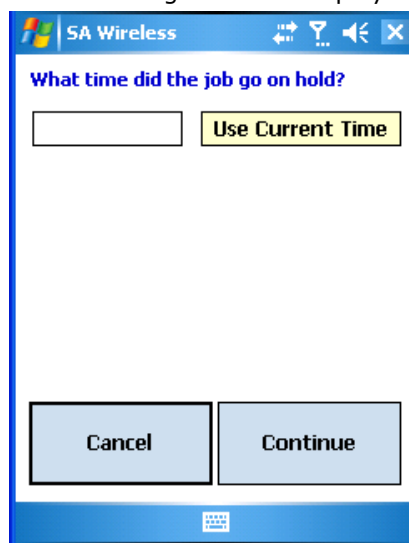 SA Wireless
What time did the job go on hold?
Use Current Time
Cancel Continue